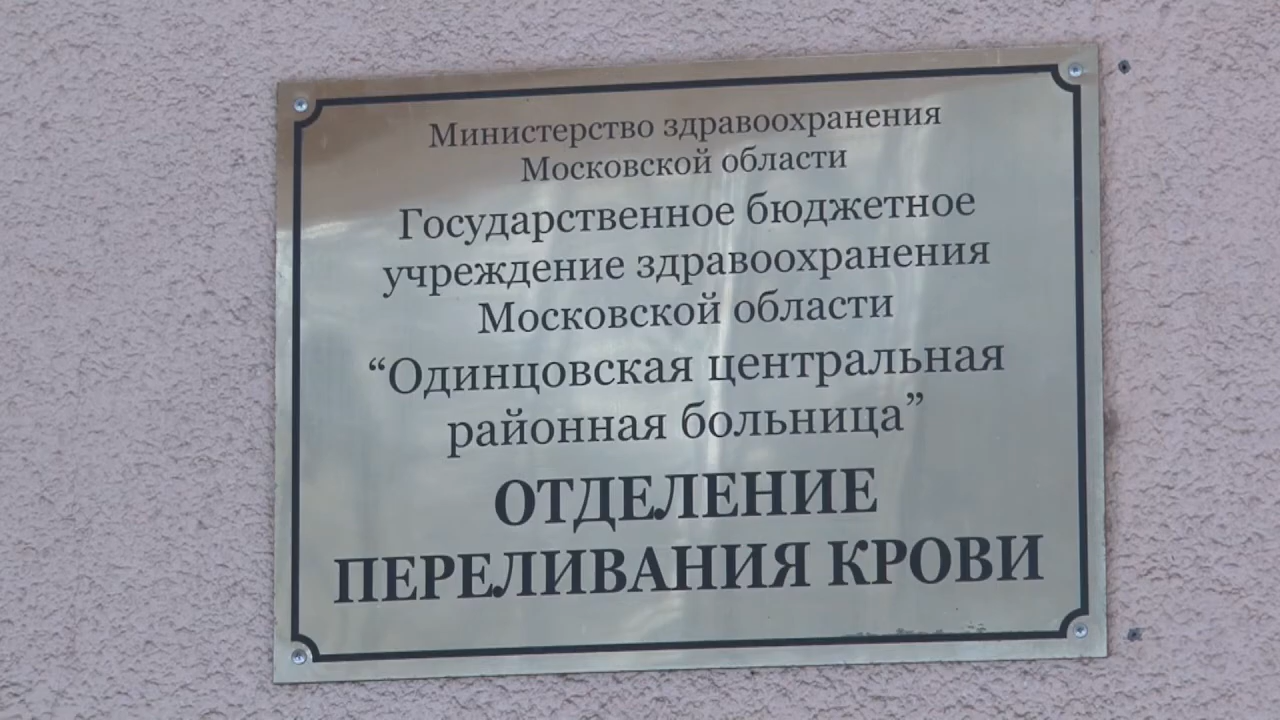 Министерство здравоохранения
Московской области
Государственное бюджетное
учреждение здравоохранения
Московской области
“Одинцовская центральная
районная больница”
ОТДЕЛЕНИЕ
ПЕРЕЛИВАНИЯ КРОВИ